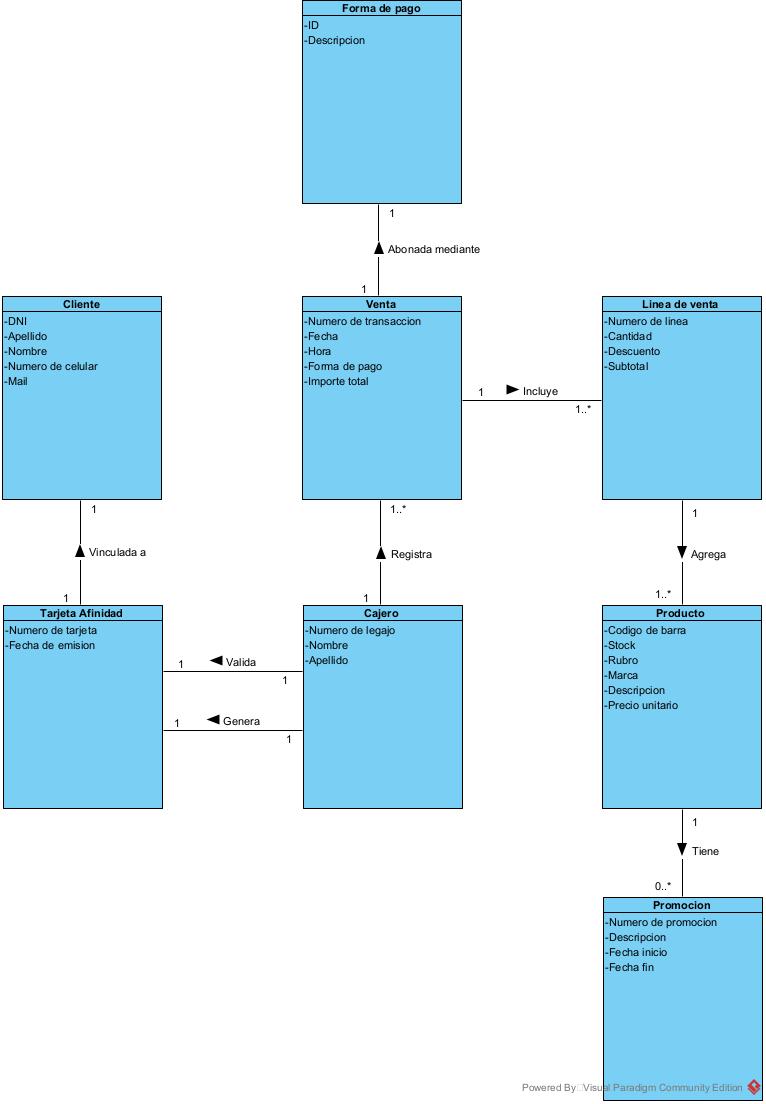 Forma de pago
-ID
-Descripcion
1
Abonada mediante
1
Cliente
-DNI
-Apellido
-Nombre
-Numero de celular
-Mail
Venta
-Numero de transaccion
-Fecha
-Hora
-Forma de pago
-Importe total
Linea de venta
-Numero de linea
-Cantidad
-Descuento
-Subtotal
1
Incluye
1..*
1
Vinculada a
1
1..*
Registra
1
1
Agrega
1..*
Tarjeta Afinidad
-Numero de tarjeta
-Fecha de emision
Cajero
-Numero de legajo
-Nombre
-Apellido
Producto
-Codigo de barra
-Stock
-Rubro
-Marca
-Descripcion
-Precio unitario
1
Valida
1
1
Genera
1
1
Tiene
0..*
Promocion
-Numero de promocion
-Descripcion
-Fecha inicio
-Fecha fin
Powered By Visual Paradigm Community Edition